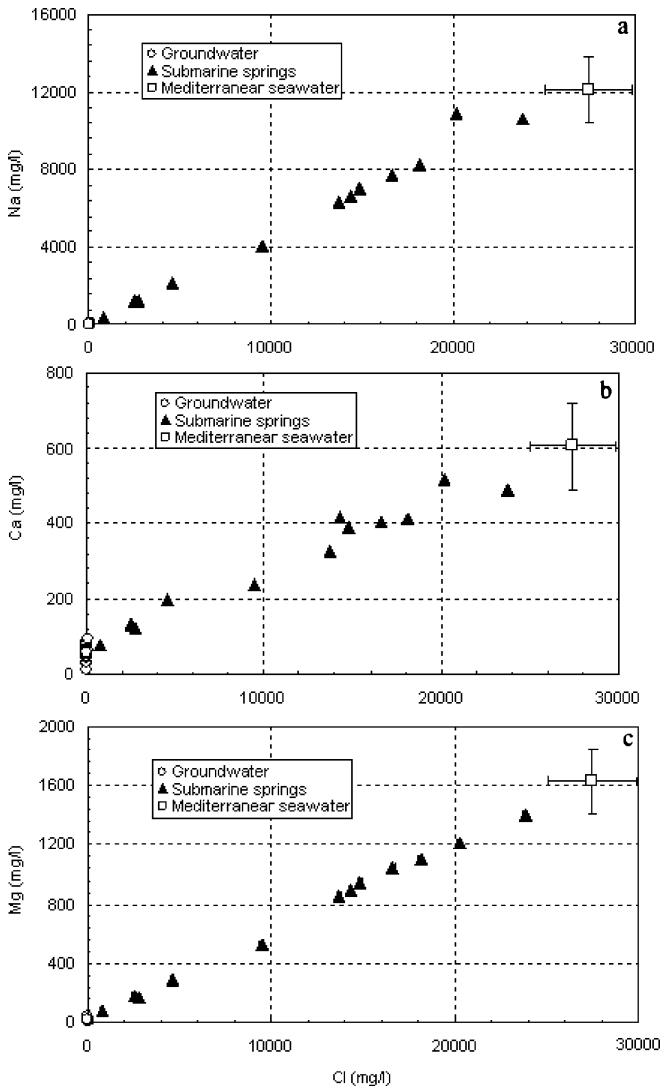 a
16000
Groundwater
Submarine springs
Mediterranear seawater
12000
8000
4000
0
Na (mg/l)
0 10000 20000 30000
b
800
Groundwater
Submarine springs
Mediterranear seawater
600
400
200
0
Ca (mg/l)
0 10000 20000 30000
c
2000
Groundwater
Submarine springs
Mediterranear seawater
1600
1200
800
400
0
Mg (mg/l)
0 10000 20000 30000
Cl (mg/l)